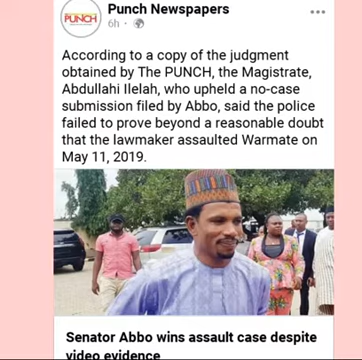 PUNCH
Punch Newspapers
6h ·
According to a copy of the judgment
obtained by The PUNCH, the Magistrate,
Abdullahi Ilelah, who upheld a no-case
submission filed by Abbo, said the police
failed to prove beyond a reasonable doubt
that the lawmaker assaulted Warmate on
May 11, 2019.
Senator Abbo wins assault case despite
video evidence